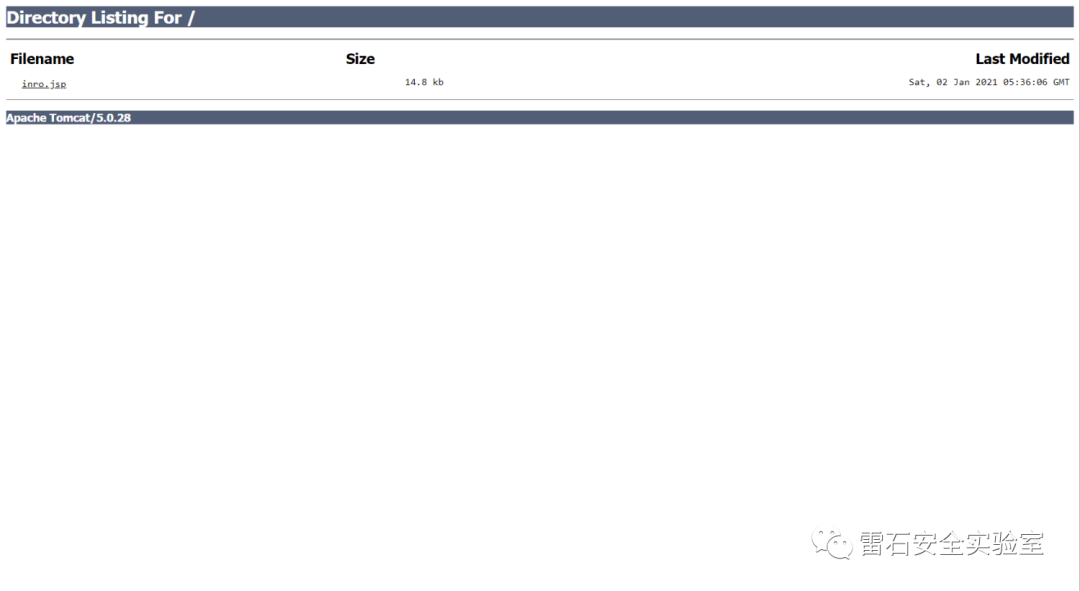 Directory Listing For /
Filename Size Last Modified
inro.jsp 14.8 kb Sat, 02 Jan 2021 05:36:06 GMT
Apache Tomcat/5.0.28
雷石安全实验室